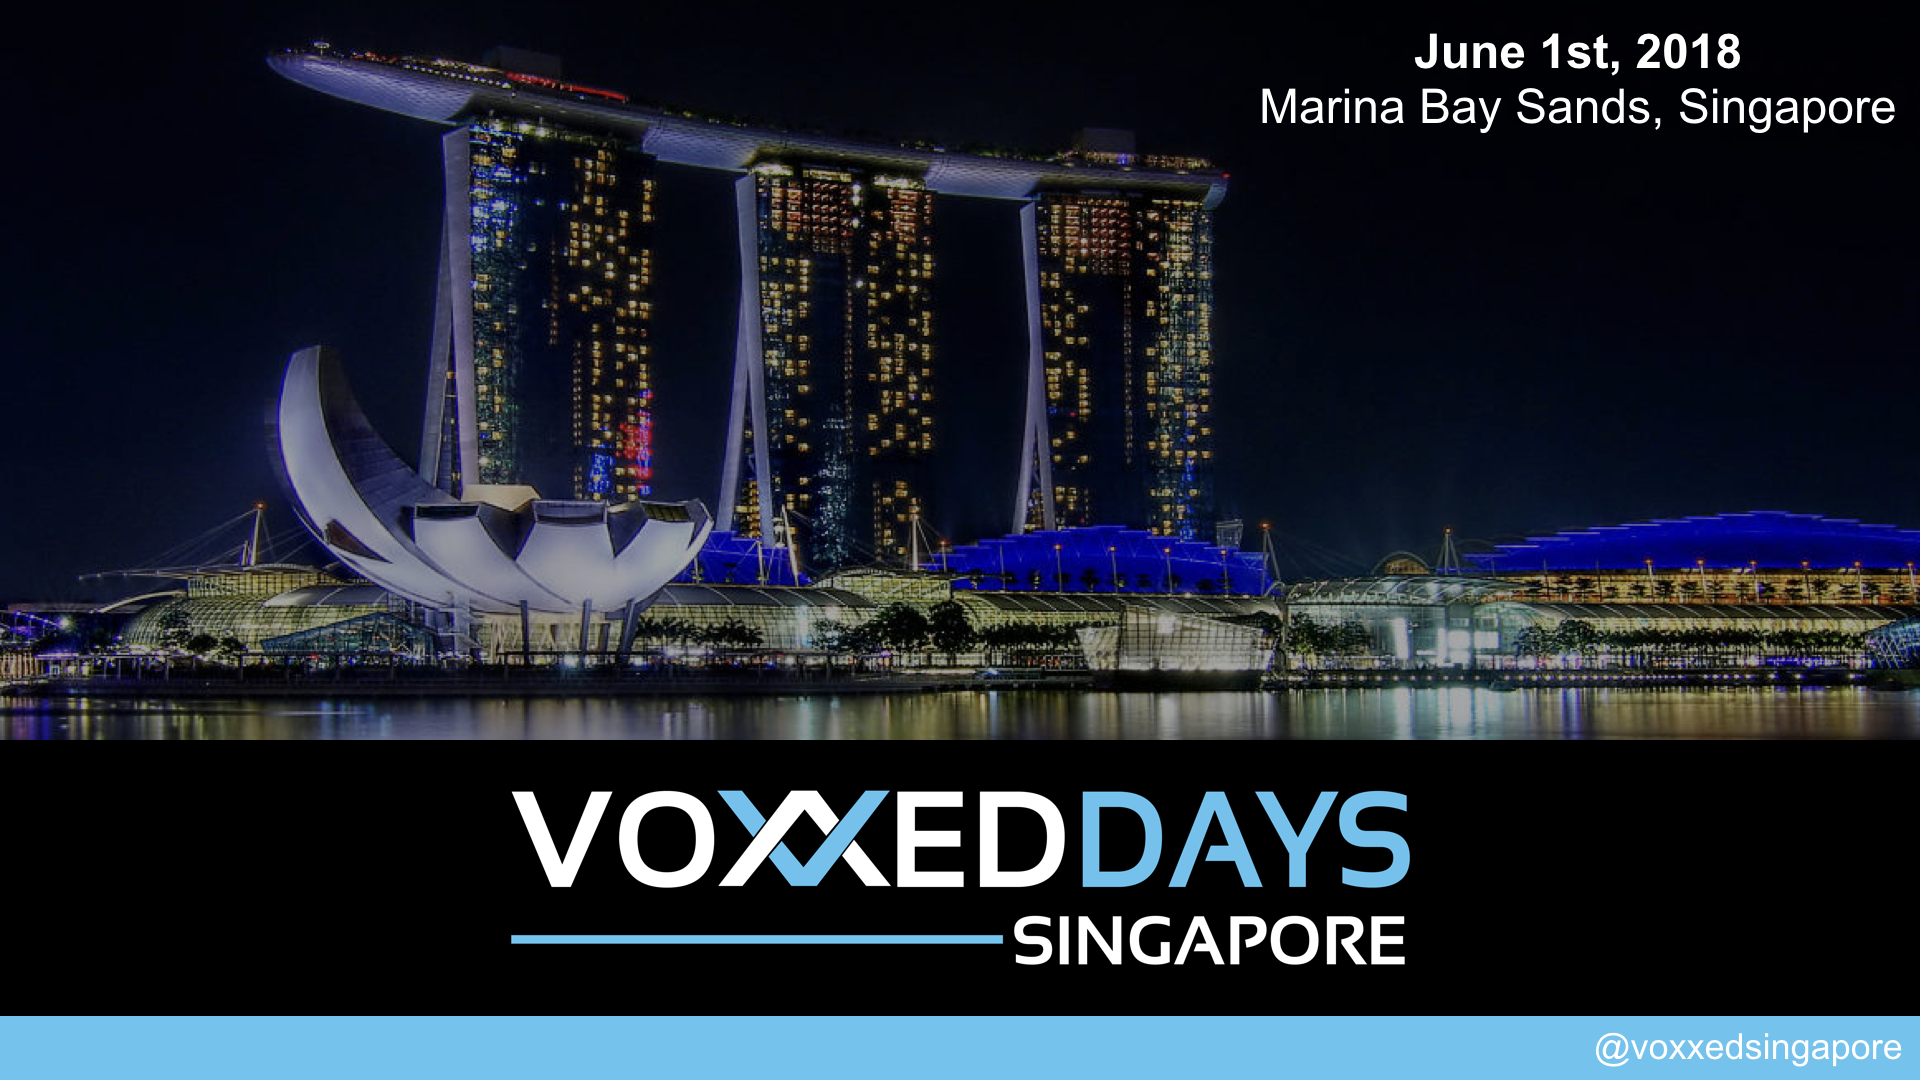 June 1st, 2018
Marina Bay Sands, Singapore
VOXXEDDAYS
SINGAPORE
@voxxedsingapore